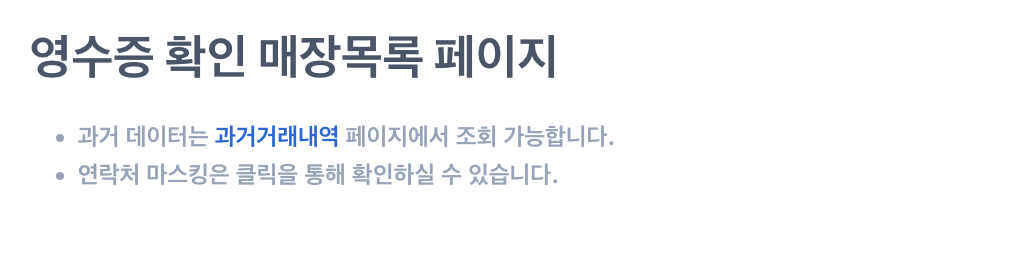 영수증 확인 매장목록 페이지
과거 데이터는 과거거래내역 페이지에서 조회 가능합니다.
연락처 마스킹은 클릭을 통해 확인하실 수 있습니다.